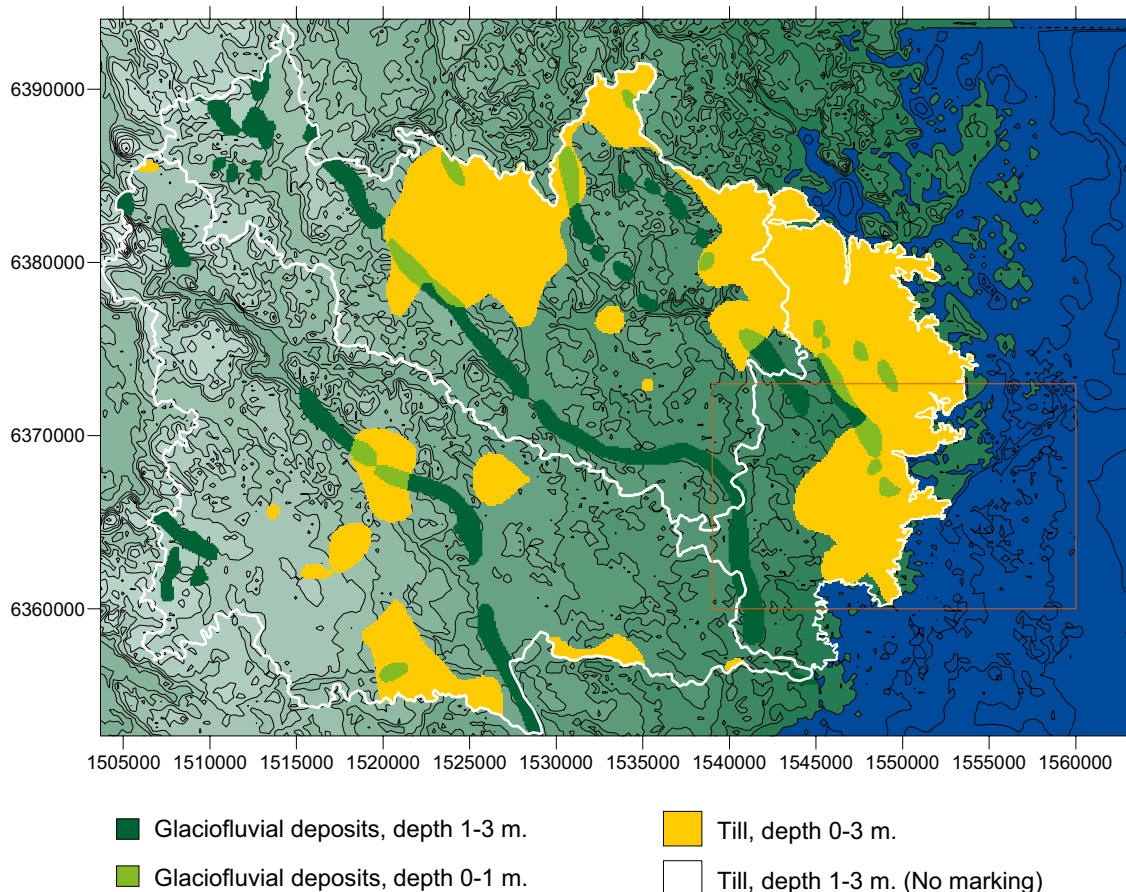 6390000
6380000
6370000
6360000
1505000 1510000 1515000 1520000 1525000 1530000 1535000 1540000 1545000 1550000 1555000 1560000
Glaciofluvial deposits, depth 1-3 m. Till, depth 0-3 m.
Glaciofluvial deposits, depth 0-1 m. Till, depth 1-3 m. (No marking)